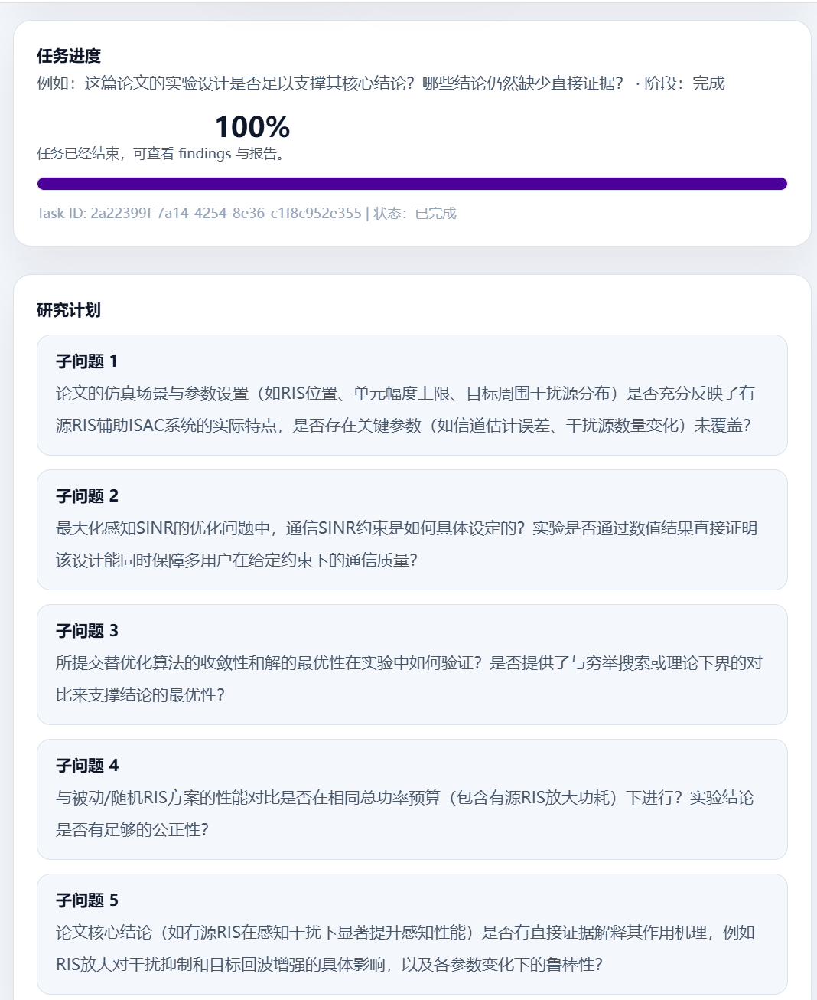 任务进度
例如：这篇论文的实验设计是否足以支撑其核心结论？哪些结论仍然缺少直接证据？ · 阶段：完成
100%
任务已经结束，可查看 findings 与报告。
Task ID: 2a22399f-7a14-4254-8e36-c1f8c952e355 | 状态：已完成
研究计划
子问题 1
论文的仿真场景与参数设置（如RIS位置、单元幅度上限、目标周围干扰源分布）是否充分反映了有
源RIS辅助ISAC系统的实际特点，是否存在关键参数（如信道估计误差、干扰源数量变化）未覆盖？
子问题 2
最大化感知SINR的优化问题中，通信SINR约束是如何具体设定的？实验是否通过数值结果直接证明
该设计能同时保障多用户在给定约束下的通信质量？
子问题 3
所提交替优化算法的收敛性和解的最优性在实验中如何验证？是否提供了与穷举搜索或理论下界的对
比来支撑结论的最优性？
子问题 4
与被动/随机RIS方案的性能对比是否在相同总功率预算（包含有源RIS放大功耗）下进行？实验结论
是否有足够的公正性？
子问题 5
论文核心结论（如有源RIS在感知干扰下显著提升感知性能）是否有直接证据解释其作用机理，例如
RIS放大对干扰抑制和目标回波增强的具体影响，以及各参数变化下的鲁棒性？